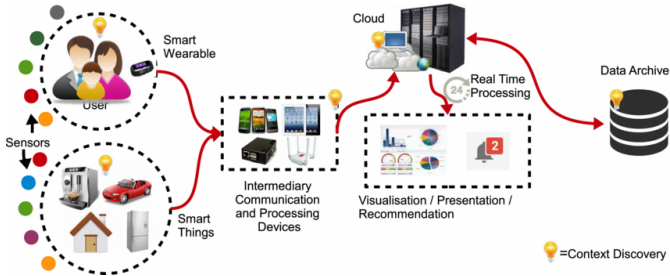 Cloud
Smart
Wearable
User
24
Real Time
Processing
Data Archive
Sensors
2
Intermediary
Communication
and Processing
Devices
Visualisation / Presentation /
Recommendation
Smart
Things
=Context Discovery